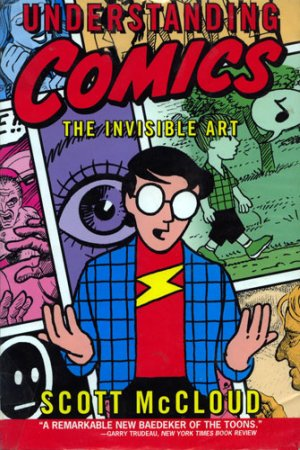 UNDERSTANDING
COMICS
THE INVISIBLE ART
SCOTT McCLOUD
"A REMARKABLE NEW BAEDEKER OF THE TOONS."
—GARRY TRUDEAU, NEW YORK TIMES BOOK REVIEW